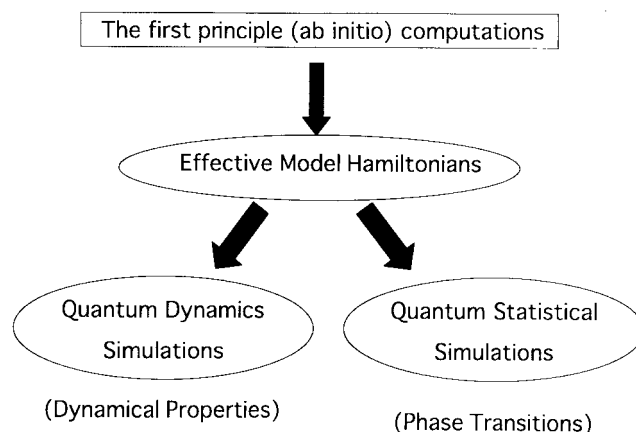 The first principle (ab initio) computations
Effective Model Hamiltonians
Quantum Dynamics
Simulations
(Dynamical Properties)
Quantum Statistical
Simulations
(Phase Transitions)